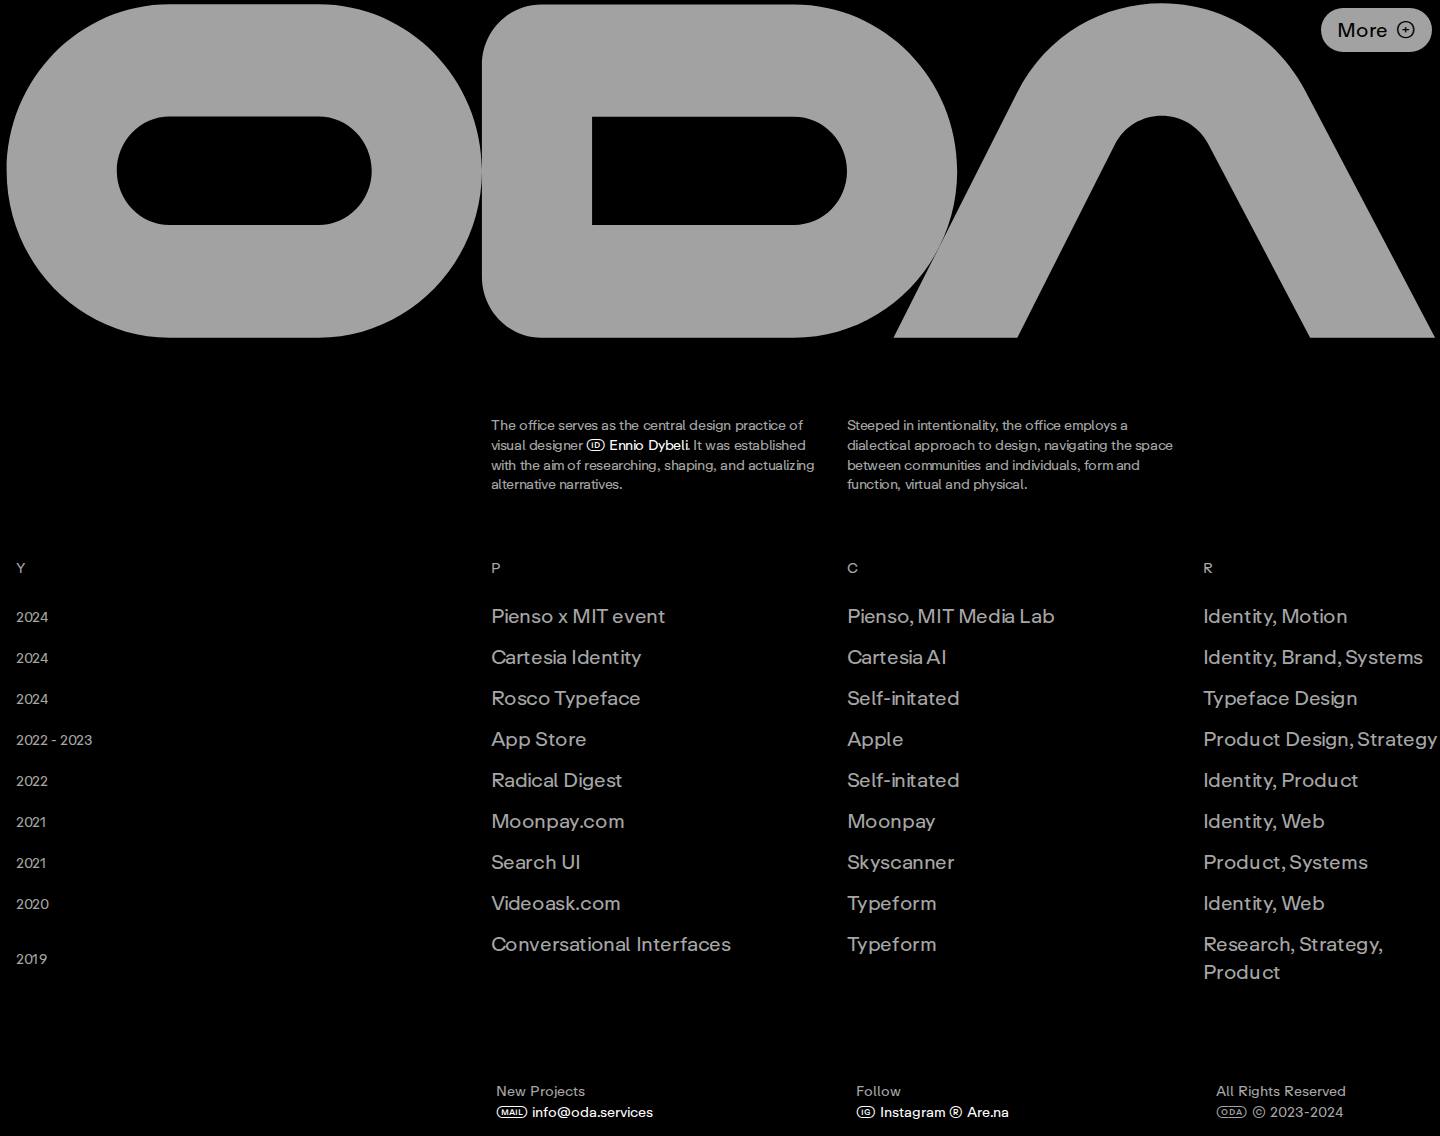 ODA
More
The office serves as the central design practice of
visual designer ID Ennio Dybeli. It was established
with the aim of researching, shaping, and actualizing
alternative narratives.
Steeped in intentionality, the office employs a
dialectical approach to design, navigating the space
between communities and individuals, form and
function, virtual and physical.
Y P C R
2024 Pienso x MIT event Pienso, MIT Media Lab Identity, Motion
2024 Cartesia Identity Cartesia AI Identity, Brand, Systems
2024 Rosco Typeface Self-initated Typeface Design
2022 - 2023 App Store Apple Product Design, Strategy
2022 Radical Digest Self-initated Identity, Product
2021 Moonpay.com Moonpay Identity, Web
2021 Search UI Skyscanner Product, Systems
2020 Videoask.com Typeform Identity, Web
2019 Conversational Interfaces Typeform Research, Strategy,
Product
New Projects
MAIL info@oda.services
Follow
IG Instagram ® Are.na
All Rights Reserved
ODA © 2023-2024